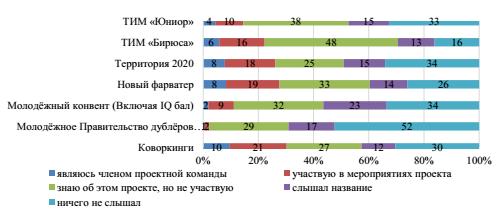 ТИМ «Юниор» 4 10 38 15 33
ТИМ «Бирюса» 6 16 48 13 16
Территория 2020 8 18 25 15 34
Новый фарватер 8 19 33 14 26
Молодёжный конвент (Включая IQ бал) 2 9 32 23 34
Молодёжное Правительство дублёров… 2 29 17 52
Коворкинги 10 21 27 12 30
0% 20% 40% 60% 80% 100%
являюсь членом проектной команды участвую в мероприятиях проекта
знаю об этом проекте, но не участвую слышал название
ничего не слышал